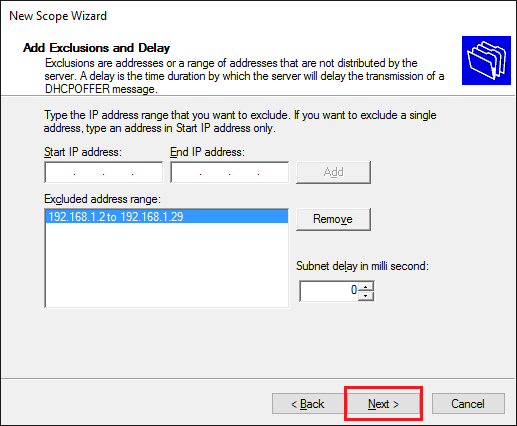 New Scope Wizard
Add Exclusions and Delay
Exclusions are addresses or a range of addresses that are not distributed by the
server. A delay is the time duration by which the server will delay the transmission of a
DHCPOFFER message.
Type the IP address range that you want to exclude. If you want to exclude a single
address, type an address in Start IP address only.
Start IP address:
End IP address:
. . .
. . .
Add
Excluded address range:
192.168.1.2 to 192.168.1.29
Remove
Subnet delay in milli second:
0
< Back
Next >
Cancel